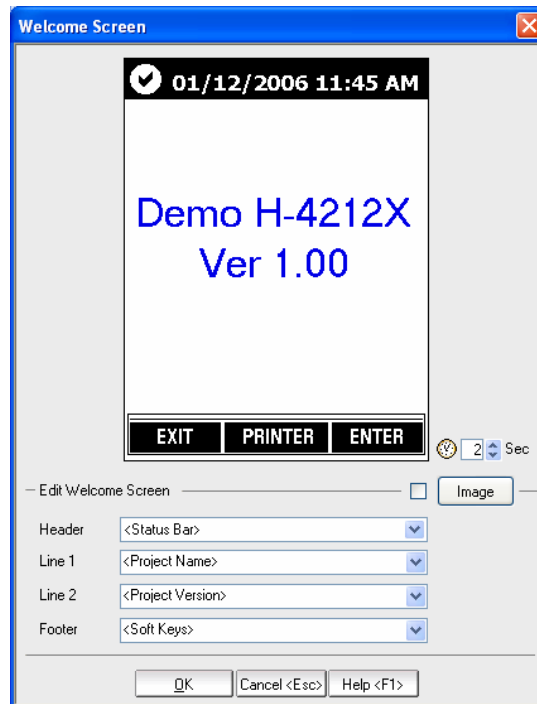 Welcome Screen
01/12/2006 11:45 AM
Demo H-4212X
Ver 1.00
EXIT PRINTER ENTER
2 Sec
Edit Welcome Screen Image
Header <Status Bar>
Line 1 <Project Name>
Line 2 <Project Version>
Footer <Soft Keys>
OK Cancel <Esc> Help <F1>